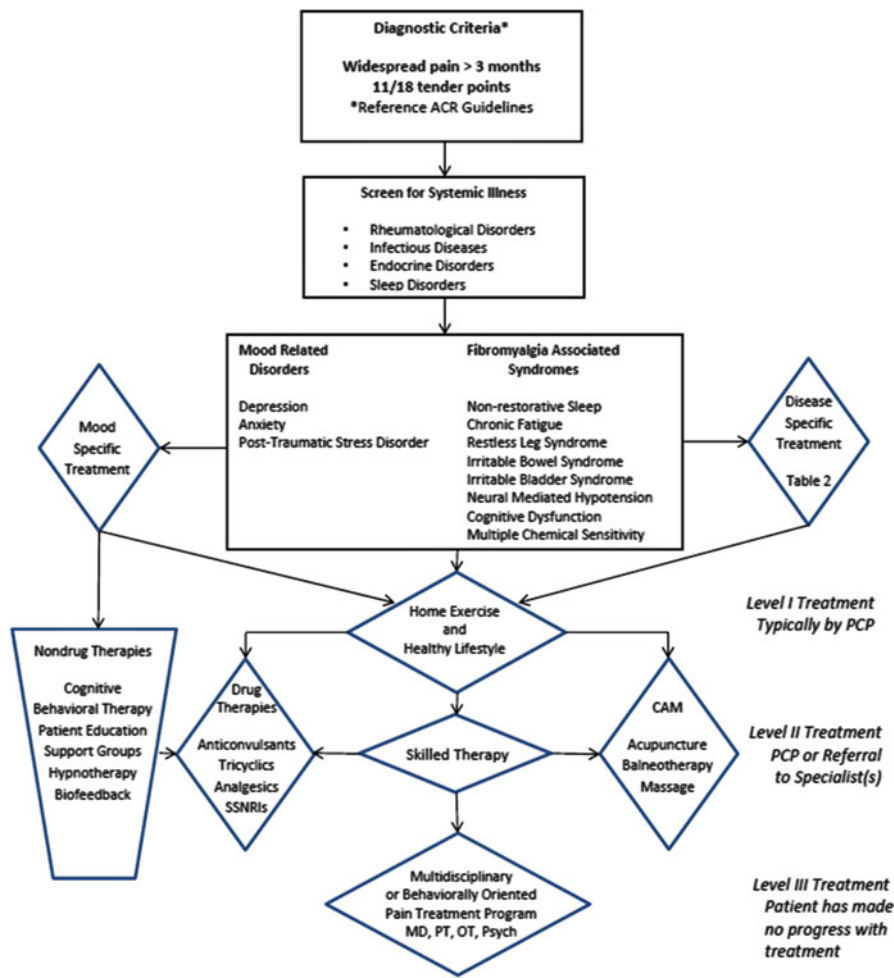 Diagnostic Criteria*
Widespread pain > 3 months
11/18 tender points
*Reference ACR Guidelines
Screen for Systemic Illness
• Rheumatological Disorders
• Infectious Diseases
• Endocrine Disorders
• Sleep Disorders
Mood Related
Disorders
Depression
Anxiety
Post-Traumatic Stress Disorder
Fibromyalgia Associated
Syndromes
Non-restorative Sleep
Chronic Fatigue
Restless Leg Syndrome
Irritable Bowel Syndrome
Irritable Bladder Syndrome
Neural Mediated Hypotension
Cognitive Dysfunction
Multiple Chemical Sensitivity
Mood
Specific
Treatment
Disease
Specific
Treatment
Table 2
Home Exercise
and
Healthy Lifestyle
Level I Treatment
Typically by PCP
Nondrug Therapies
Cognitive
Behavioral Therapy
Patient Education
Support Groups
Hypnotherapy
Biofeedback
Drug
Therapies
Anticonvulsants
Tricyclics
Analgesics
SSNRIs
Skilled Therapy
CAM
Acupuncture
Balneotherapy
Massage
Level II Treatment
PCP or Referral
to Specialist(s)
Multidisciplinary
or Behaviorally Oriented
Pain Treatment Program
MD, PT, OT, Psych
Level III Treatment
Patient has made
no progress with
treatment